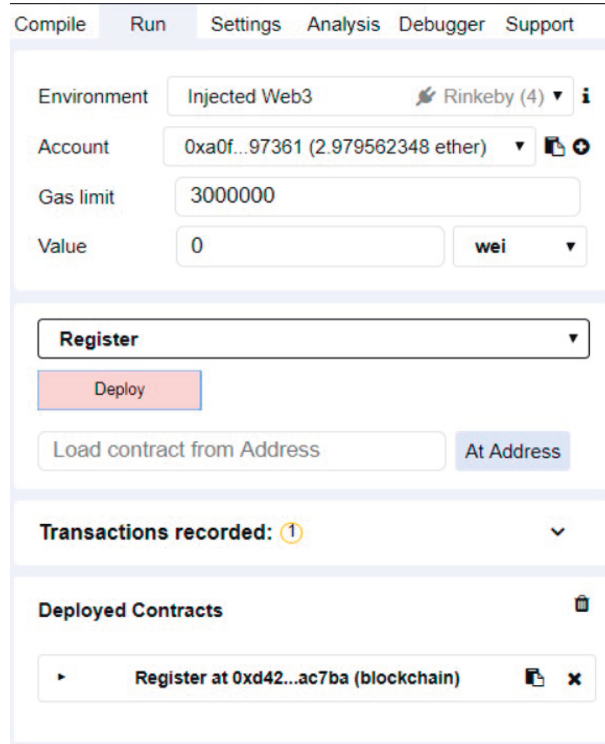 Compile Run Settings Analysis Debugger Support
Environment Injected Web3 Rinkeby (4) i
Account 0xa0f...97361 (2.979562348 ether)
Gas limit 3000000
Value 0 wei
Register
Deploy
Load contract from Address At Address
Transactions recorded: 1
Deployed Contracts
Register at 0xd42...ac7ba (blockchain)